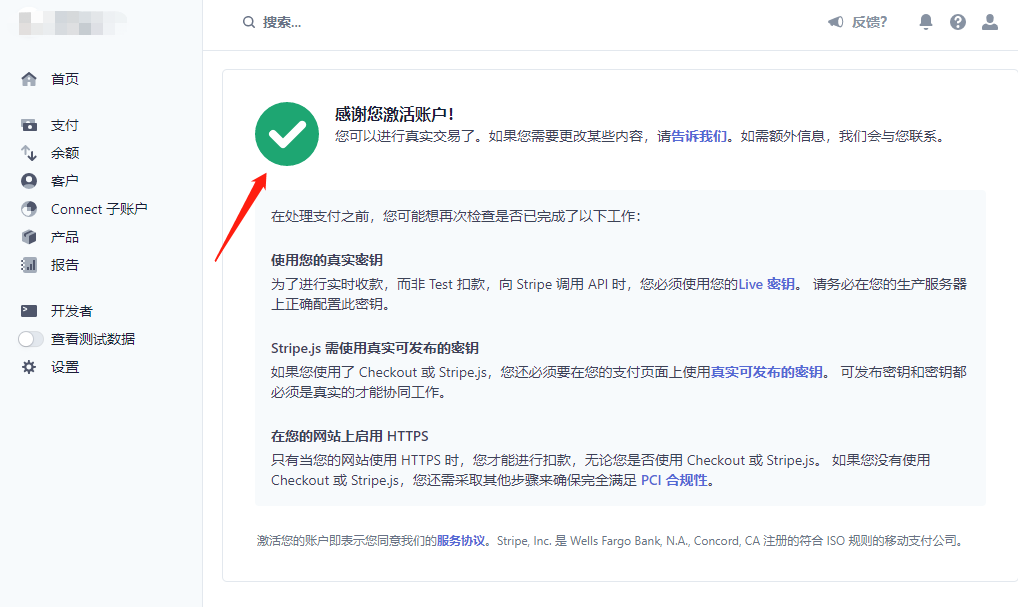 搜索...
反馈?
首页
支付
余额
客户
Connect 子账户
产品
报告
开发者
查看测试数据
设置
感谢您激活账户！
您可以进行真实交易了。如果您需要更改某些内容，请告诉我们。如需额外信息，我们会与您联系。
在处理支付之前，您可能想再次检查是否已完成了以下工作：
使用您的真实密钥
为了进行实时收款，而非 Test 扣款，向 Stripe 调用 API 时，您必须使用您的Live 密钥。 请务必在您的生产服务器
上正确配置此密钥。
Stripe.js 需使用真实可发布的密钥
如果您使用了 Checkout 或 Stripe.js，您还必须要在您的支付页面上使用真实可发布的密钥。 可发布密钥和密钥都
必须是真实的才能协同工作。
在您的网站上启用 HTTPS
只有当您的网站使用 HTTPS 时，您才能进行扣款，无论您是否使用 Checkout 或 Stripe.js。 如果您没有使用
Checkout 或 Stripe.js，您还需采取其他步骤来确保完全满足 PCI 合规性。
激活您的账户即表示您同意我们的服务协议。Stripe, Inc. 是 Wells Fargo Bank, N.A., Concord, CA 注册的符合 ISO 规则的移动支付公司。